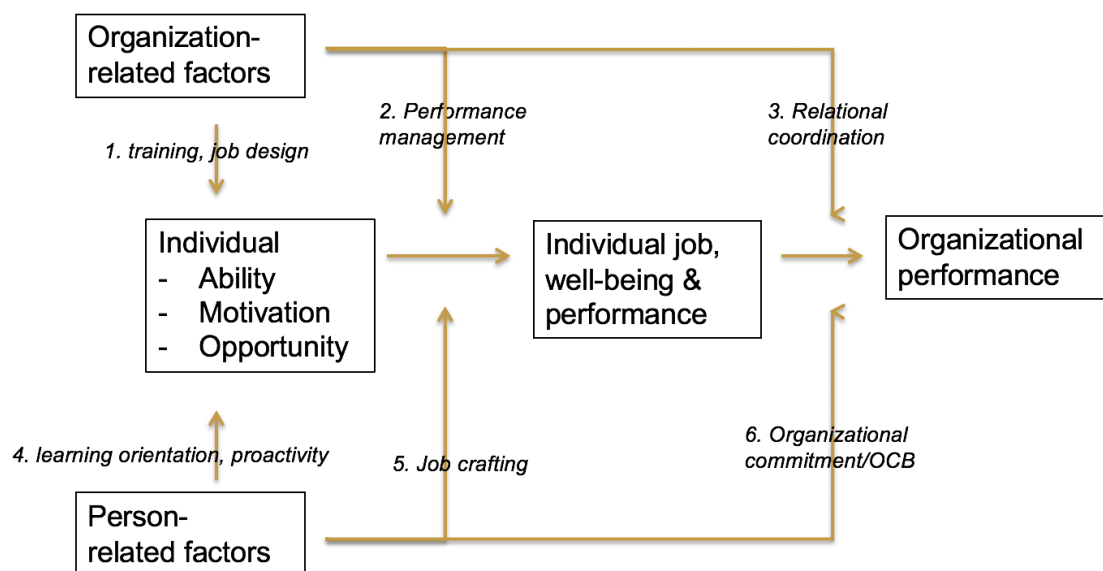 Organization-
related factors
2. Performance
management
3. Relational
coordination
1. training, job design
Individual
- Ability
- Motivation
- Opportunity
Individual job,
well-being &
performance
Organizational
performance
4. learning orientation, proactivity
5. Job crafting
6. Organizational
commitment/OCB
Person-
related factors